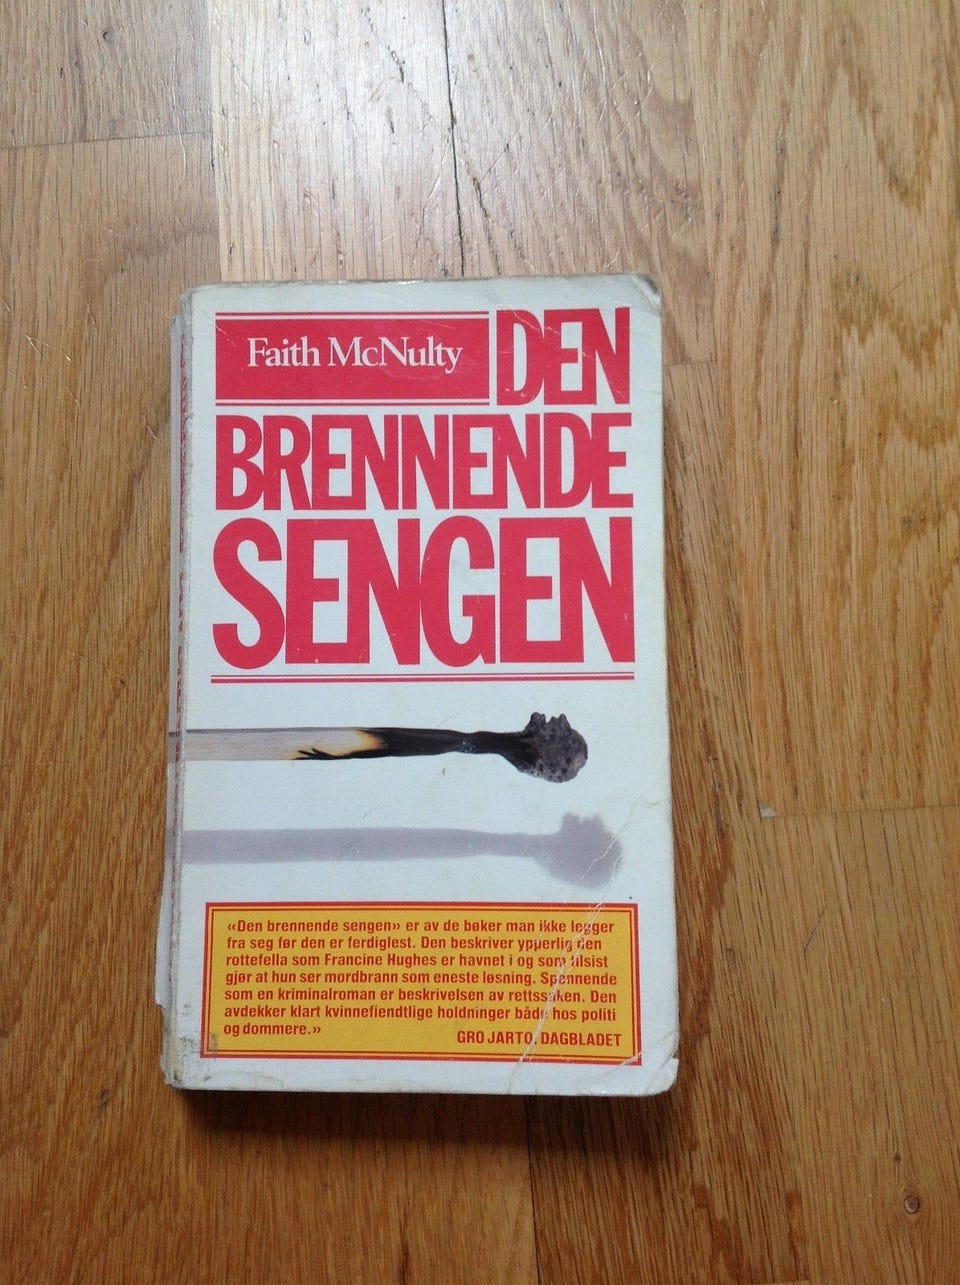 Faith McNulty
DEN
BRENNENDE
SENGEN
«Den brennende sengen» er av de bøker man ikke legger
fra seg før den er ferdiglest. Den beskriver ypperlig den
rottefella som Francine Hughes er havnet i og som tilsist
gjør at hun ser mordbrann som eneste løsning. Spennende
som en kriminalroman er beskrivelsen av rettssaken. Den
avdekker klart kvinnefiendtlige holdninger både hos politi
og dommere.»
GRO JARTO, DAGBLADET